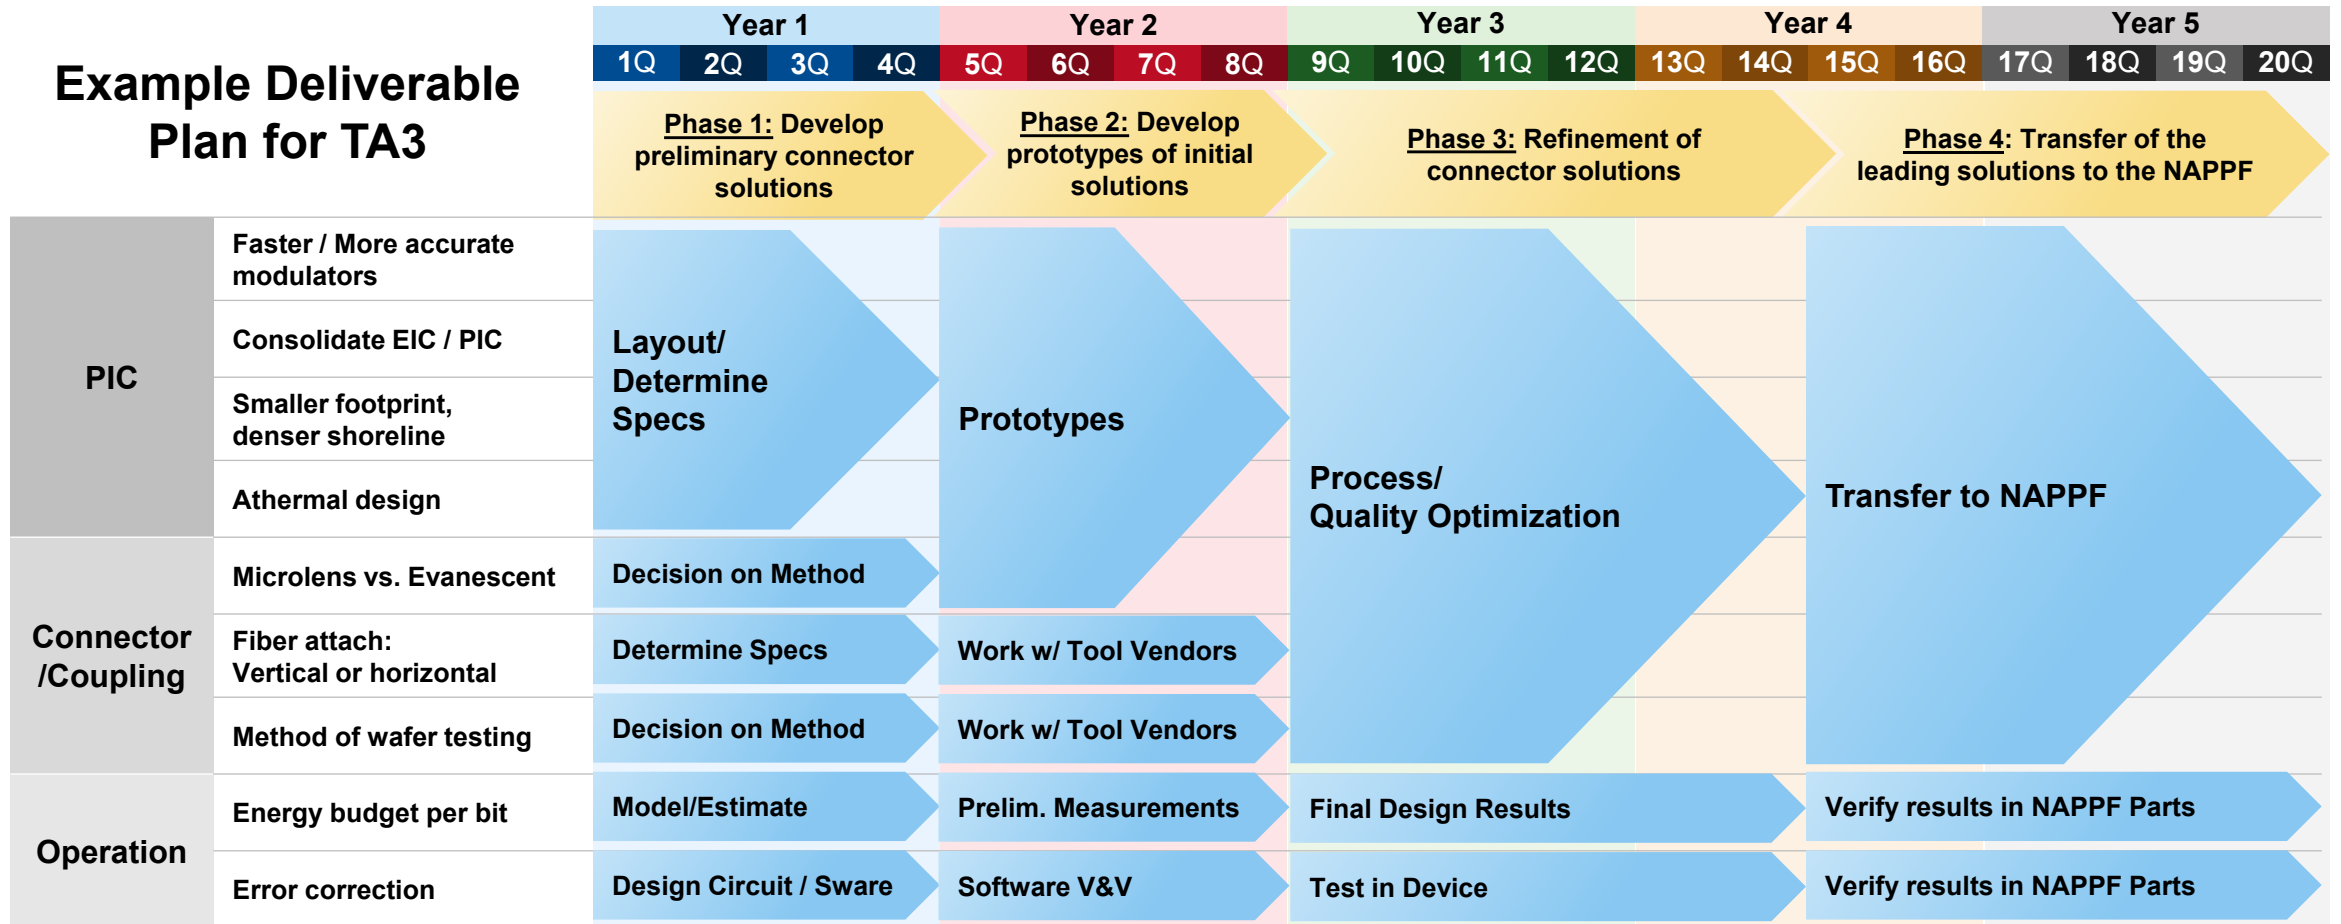 Example Deliverable
Plan for TA3
Year 1
Year 2
Year 3
Year 4
Year 5
1Q 2Q 3Q 4Q 5Q 6Q 7Q 8Q 9Q 10Q 11Q 12Q 13Q 14Q 15Q 16Q 17Q 18Q 19Q 20Q
Phase 1: Develop
preliminary connector
solutions
Phase 2: Develop
prototypes of initial
solutions
Phase 3: Refinement of
connector solutions
Phase 4: Transfer of the
leading solutions to the NAPPF
PIC
Faster / More accurate
modulators
Consolidate EIC / PIC
Smaller footprint,
denser shoreline
Athermal design
Layout/
Determine
Specs
Prototypes
Process/
Quality Optimization
Transfer to NAPPF
Connector
/Coupling
Microlens vs. Evanescent
Decision on Method
Fiber attach:
Vertical or horizontal
Determine Specs
Work w/ Tool Vendors
Method of wafer testing
Decision on Method
Work w/ Tool Vendors
Operation
Energy budget per bit
Model/Estimate
Prelim. Measurements
Final Design Results
Verify results in NAPPF Parts
Error correction
Design Circuit / Sware
Software V&V
Test in Device
Verify results in NAPPF Parts